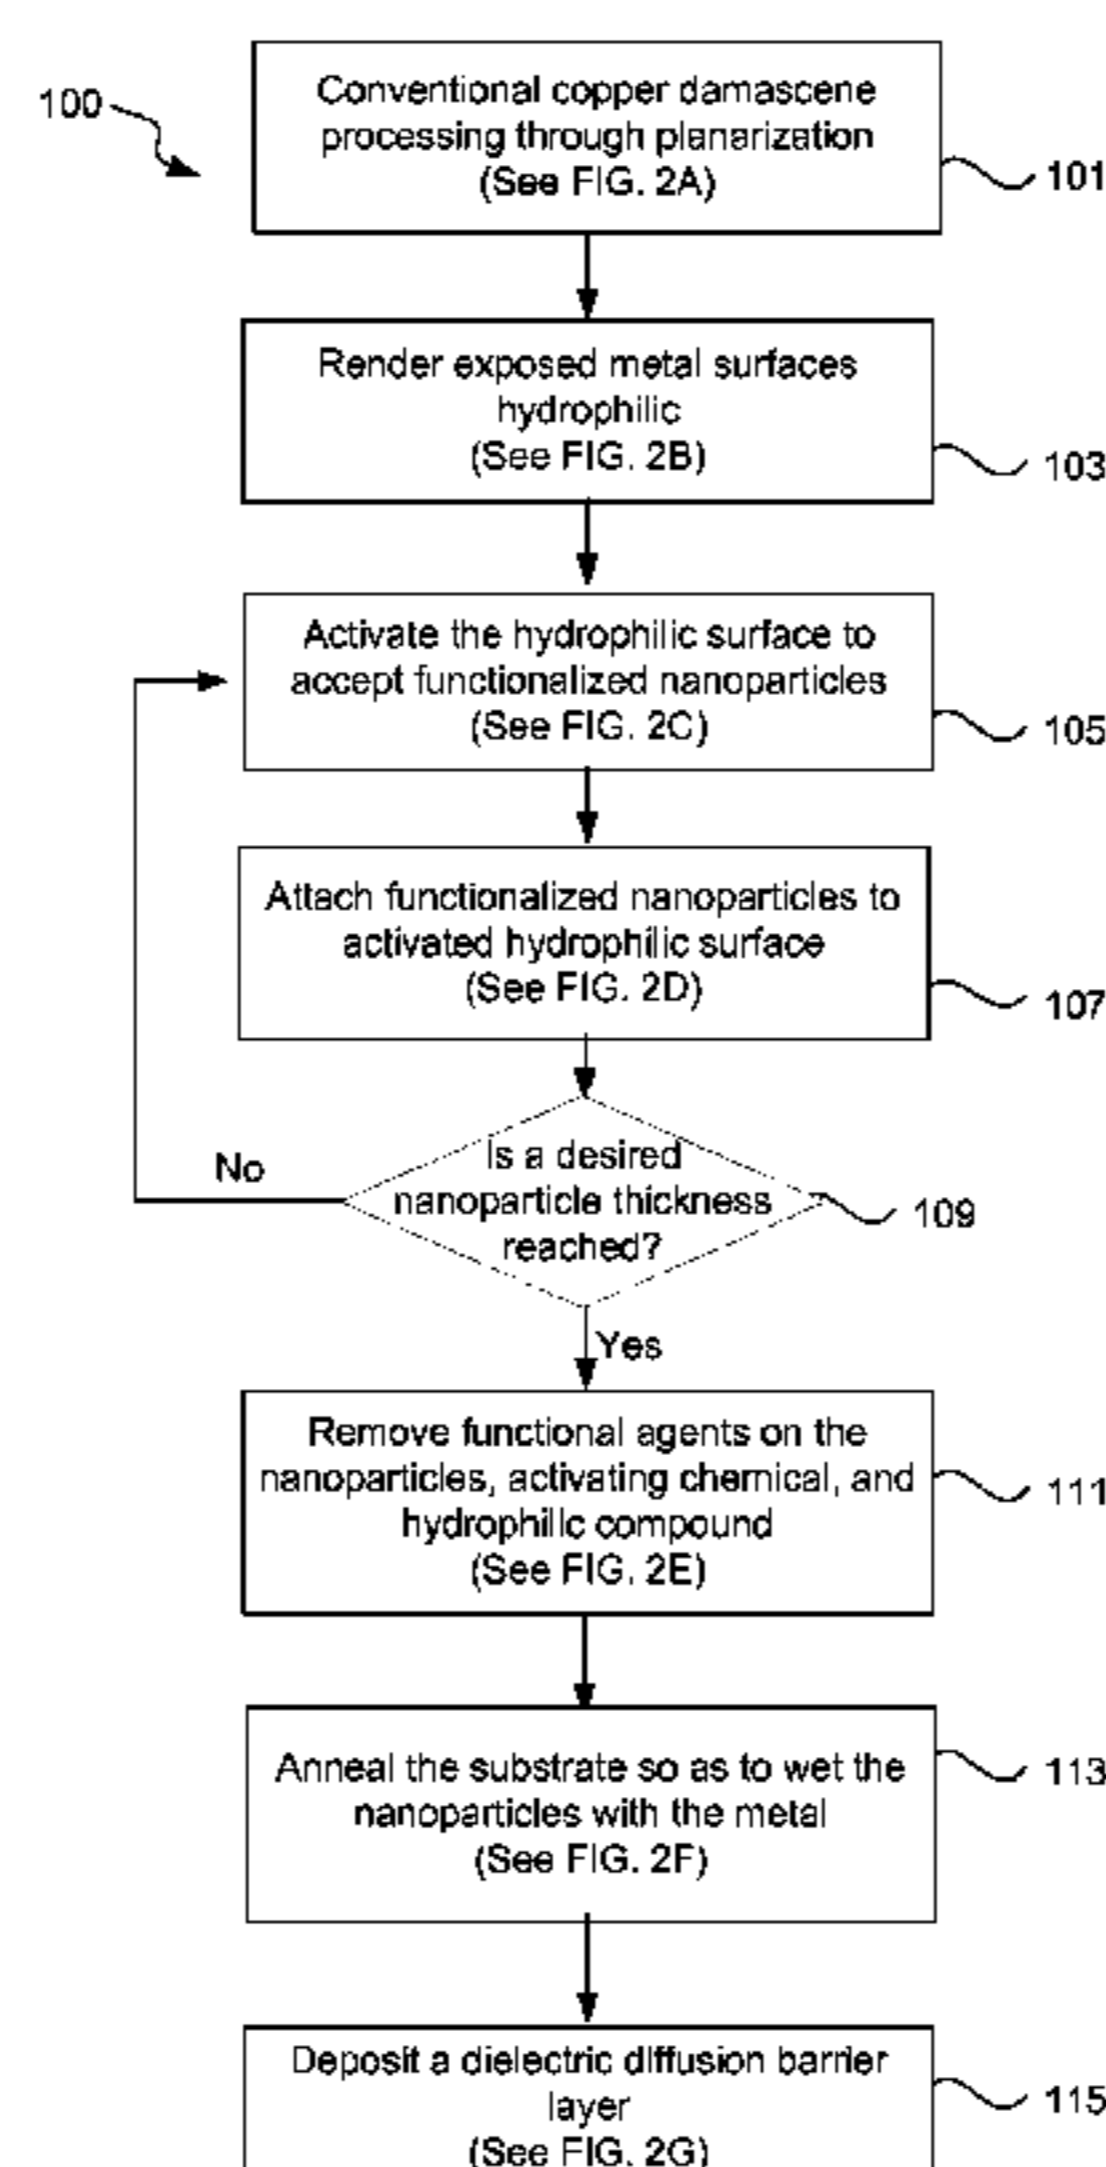 100
Conventional copper damascene
processing through planarization
(See FIG. 2A)
101
Render exposed metal surfaces
hydrophilic
(See FIG. 2B)
103
Activate the hydrophilic surface to
accept functionalized nanoparticles
(See FIG. 2C)
105
Attach functionalized nanoparticles to
activated hydrophilic surface
(See FIG. 2D)
107
Is a desired
nanoparticle thickness
reached?
109
No
Yes
Remove functional agents on the
nanoparticles, activating chemical, and
hydrophilic compound
(See FIG. 2E)
111
Anneal the substrate so as to wet the
nanoparticles with the metal
(See FIG. 2F)
113
Deposit a dielectric diffusion barrier
layer
(See FIG. 2G)
115